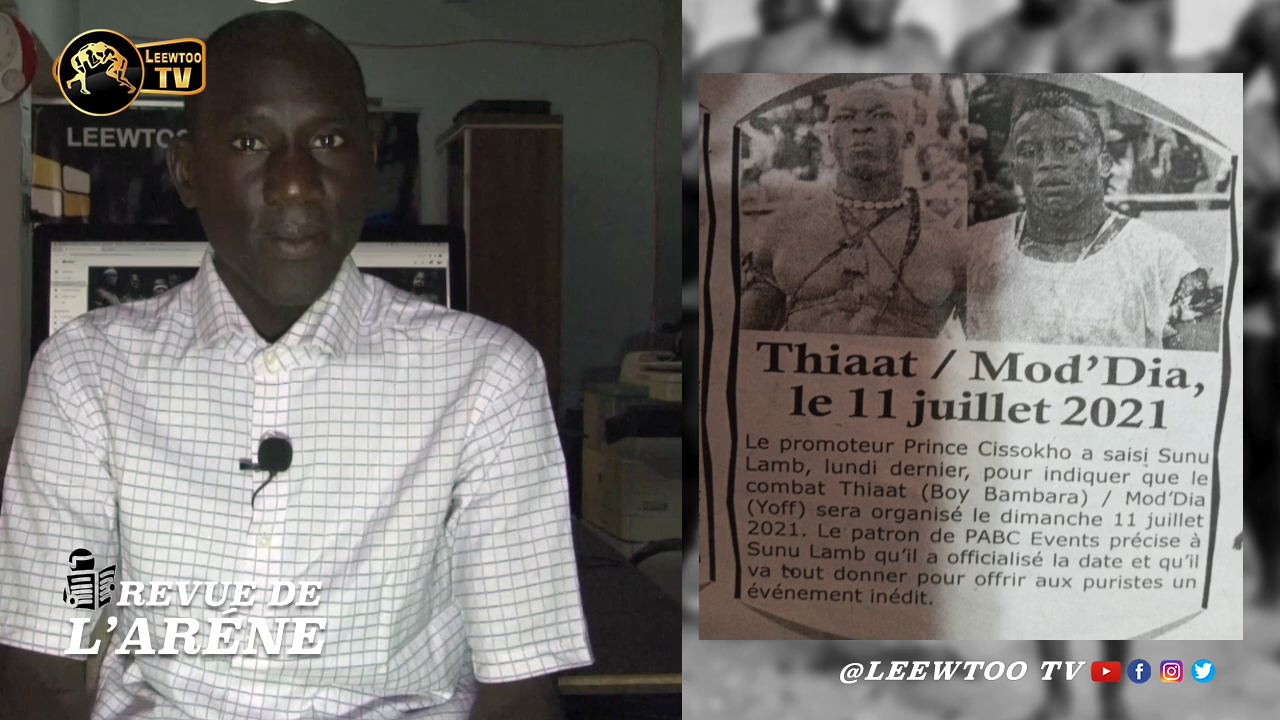 LEEWTOO
TV
LEEWTOO
REVUE DE
L'ARÉNE
Thiaat / Mod'Dia,
le 11 juillet 2021
Le promoteur Prince Cissokho a saisi Sunu
Lamb, lundi dernier, pour indiquer que le
combat Thiaat (Boy Bambara) / Mod'Dia
(Yoff) sera organisé le dimanche 11 juillet
2021. Le patron de PABC Events précise à
Sunu Lamb qu'il a officialisé la date et qu'il
va tout donner pour offrir aux puristes un
événement inédit.
@LEEWTOO TV